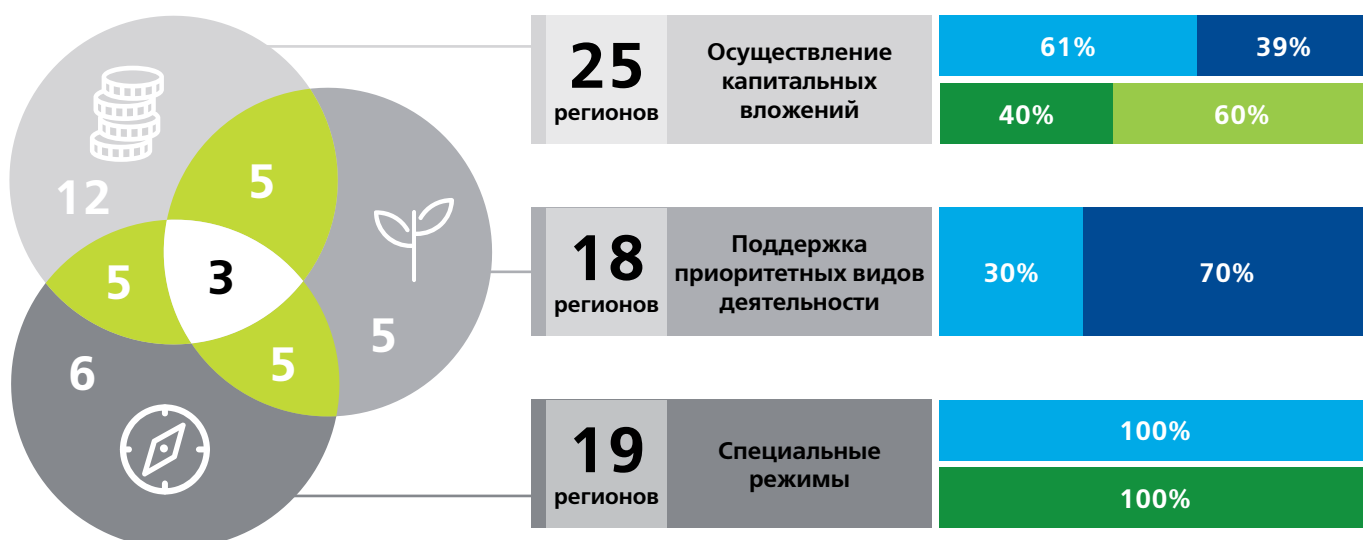 12
5
5
3
5
5
6
25
регионов
Осуществление
капитальных
вложений
61% 39%
40% 60%
18
регионов
Поддержка
приоритетных видов
деятельности
30% 70%
19
регионов
Специальные
режимы
100%
100%